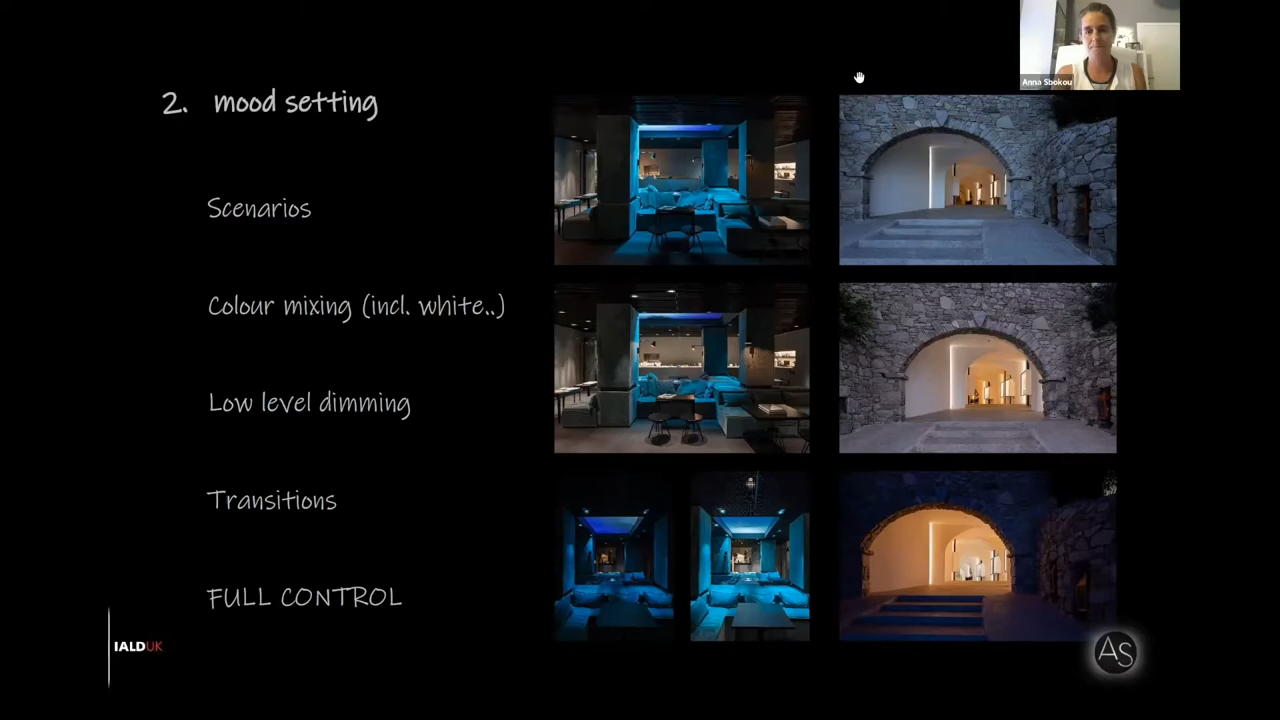 Anna Sbokou
2. mood setting
Scenarios
Colour mixing (incl. white..)
Low level dimming
Transitions
FULL CONTROL
IALDUK
AS